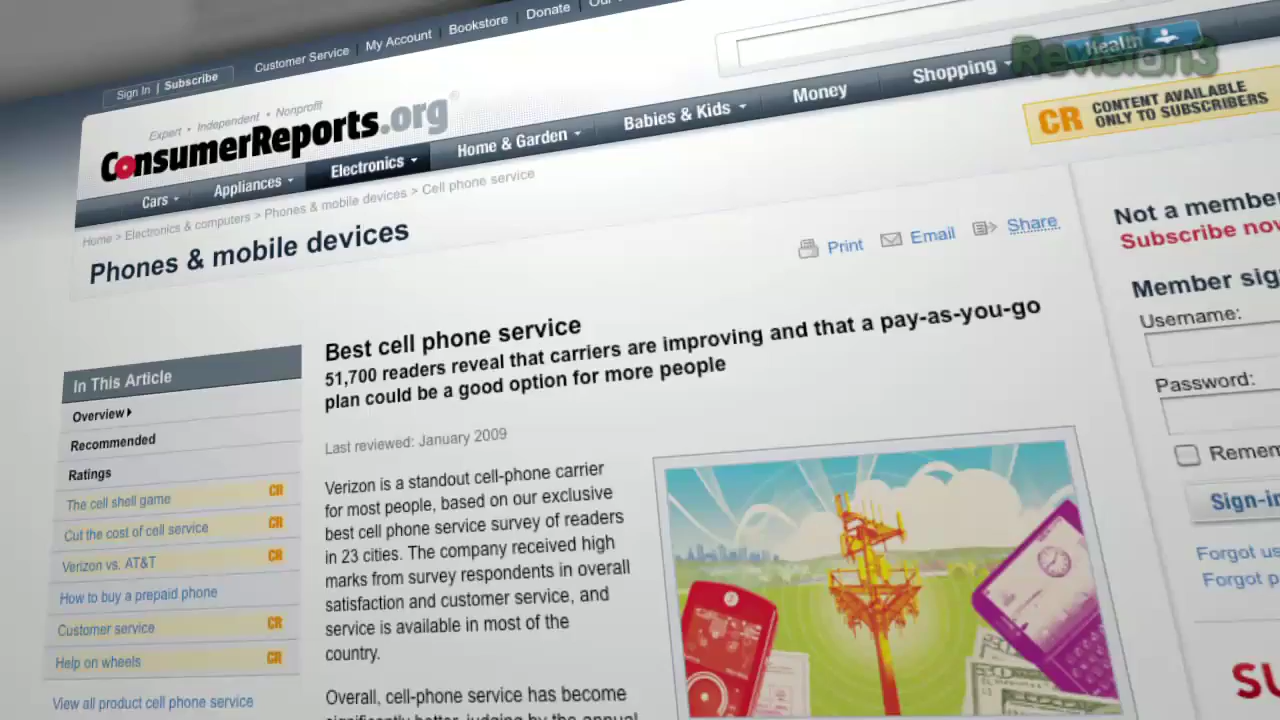 Sign In | Subscribe
Customer Service
My Account
Bookstore
Donate
Expert • Independent • Nonprofit
ConsumerReports.org®
Revision3
Health
Cars
Appliances
Electronics
Home & Garden
Babies & Kids
Money
Shopping
CR CONTENT AVAILABLE
ONLY TO SUBSCRIBERS
Home > Electronics & computers > Phones & mobile devices > Cell phone service
Phones & mobile devices
Print
Email
Share
In This Article
Overview
Recommended
Ratings
The cell shell game CR
Cut the cost of cell service CR
Verizon vs. AT&T CR
How to buy a prepaid phone
Customer service CR
Help on wheels CR
View all product cell phone service
Best cell phone service
51,700 readers reveal that carriers are improving and that a pay-as-you-go
plan could be a good option for more people
Last reviewed: January 2009
Verizon is a standout cell-phone carrier
for most people, based on our exclusive
best cell phone service survey of readers
in 23 cities. The company received high
marks from survey respondents in overall
satisfaction and customer service, and
service is available in most of the
country.
Overall, cell-phone service has become
significantly better, judging by the annual
Not a member
Subscribe now
Member sig
Username:
Password:
Remem
Sign-in
Forgot us
Forgot p
SU